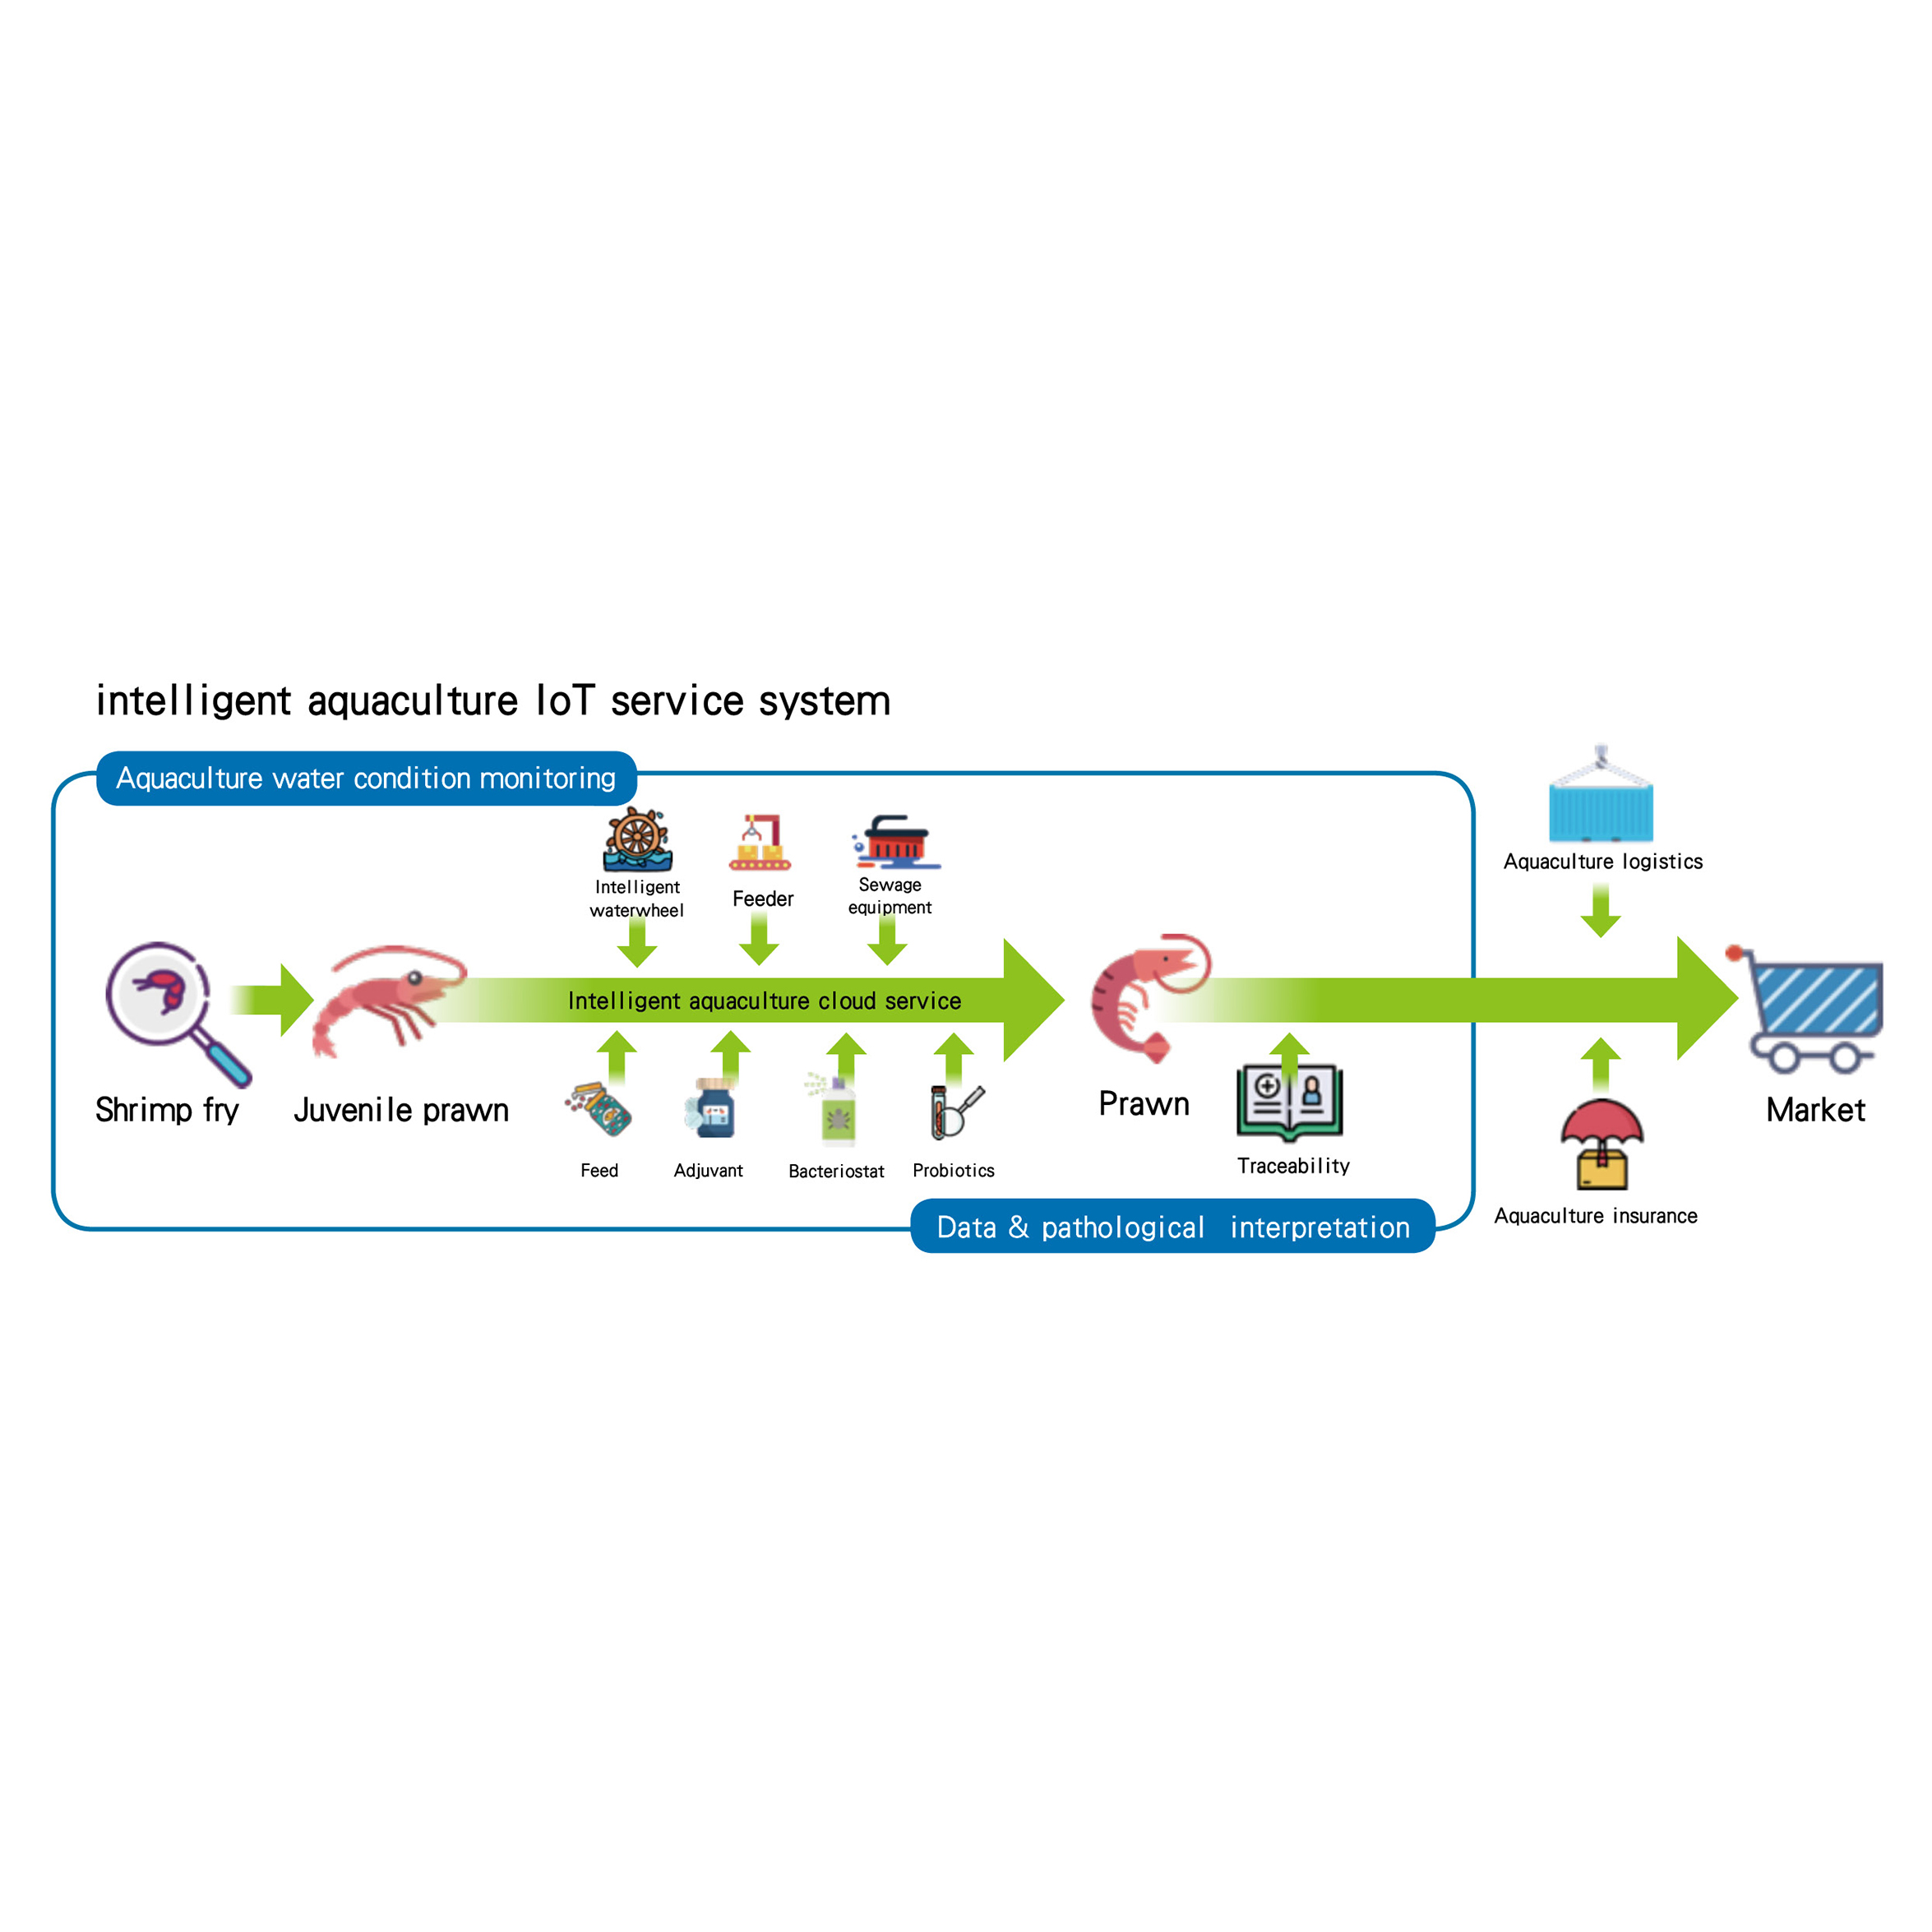 intelligent aquaculture IoT service system
Aquaculture water condition monitoring
Intelligent
waterwheel
Feeder
Sewage
equipment
Aquaculture logistics
Intelligent aquaculture cloud service
Shrimp fry
Juvenile prawn
Prawn
Market
Feed
Adjuvant
Bacteriostat
Probiotics
Traceability
Aquaculture insurance
Data & pathological interpretation